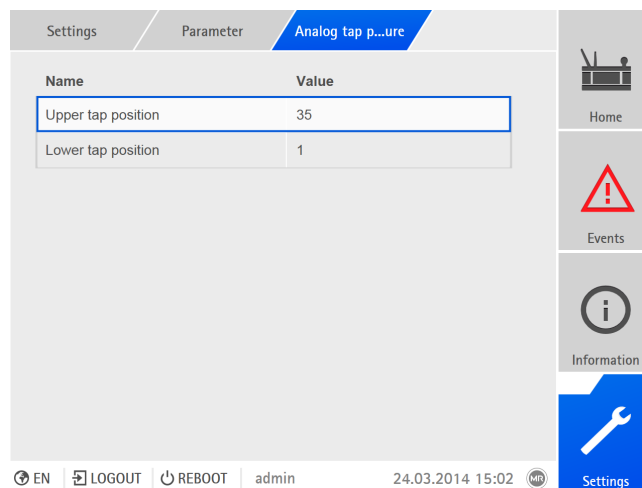 Settings Parameter Analog tap p...ure
Name Value
Upper tap position 35
Lower tap position 1
Home
Events
Information
Settings
EN LOGOUT REBOOT admin 24.03.2014 15:02 MR